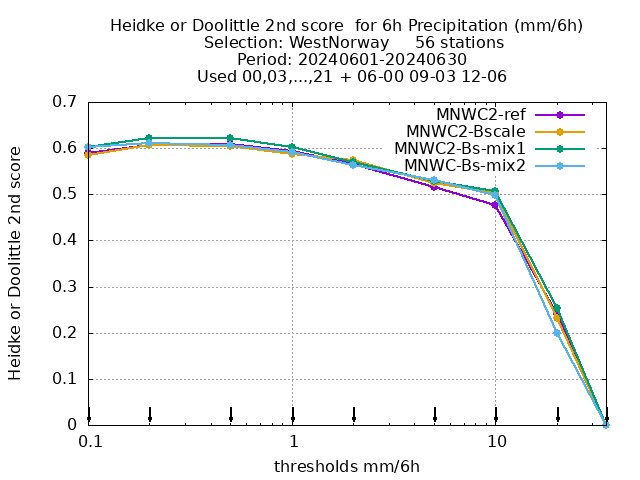 Heidke or Doolittle 2nd score  for 6h Precipitation (mm/6h)
Selection: WestNorway     56 stations
Period: 20240601-20240630
Used 00,03,...,21 + 06-00 09-03 12-06
MNWC2-ref
MNWC2-Bscale
MNWC2-Bs-mix1
MNWC-Bs-mix2
Heidke or Doolittle 2nd score
0.7
0.6
0.5
0.4
0.3
0.2
0.1
0
0.1 1 10
thresholds mm/6h